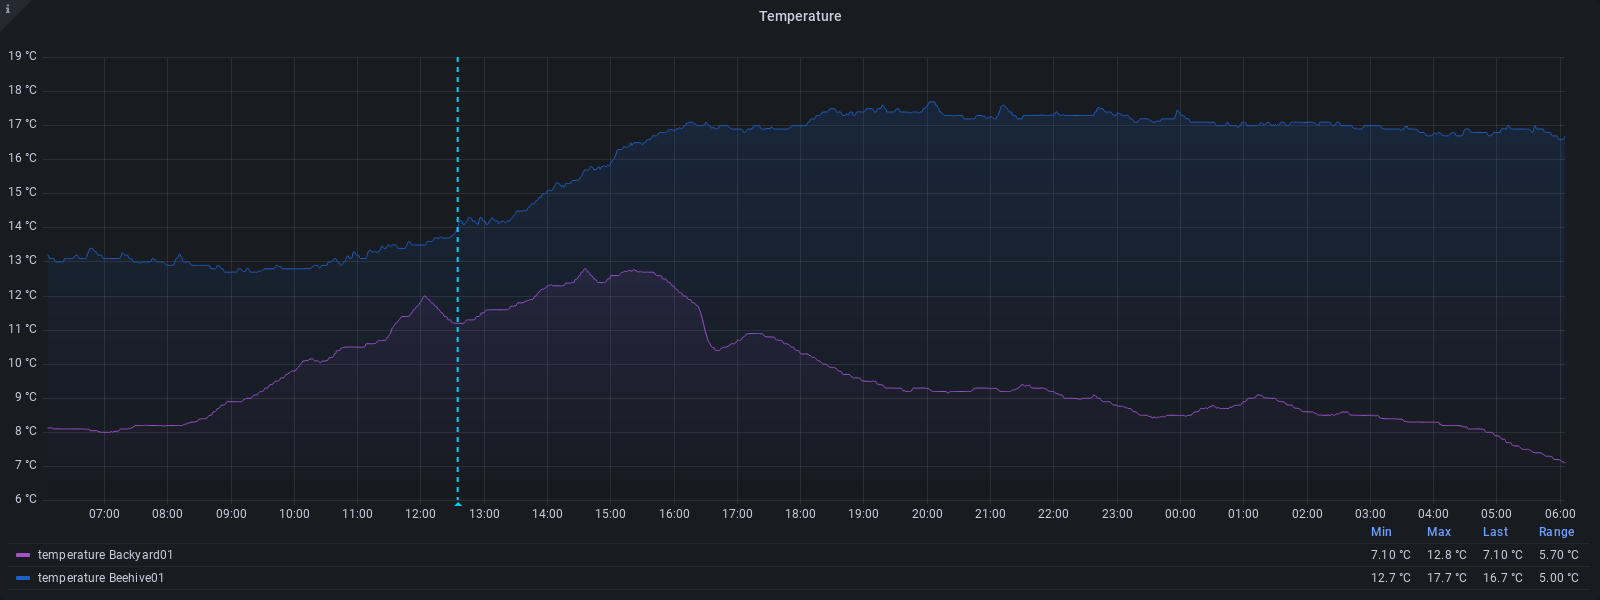 i
Temperature
19 °C
18 °C
17 °C
16 °C
15 °C
14 °C
13 °C
12 °C
11 °C
10 °C
9 °C
8 °C
7 °C
6 °C
07:00 08:00 09:00 10:00 11:00 12:00 13:00 14:00 15:00 16:00 17:00 18:00 19:00 20:00 21:00 22:00 23:00 00:00 01:00 02:00 03:00 04:00 05:00 06:00
Min Max Last Range
temperature Backyard01 7.10 °C 12.8 °C 7.10 °C 5.70 °C
temperature Beehive01 12.7 °C 17.7 °C 16.7 °C 5.00 °C